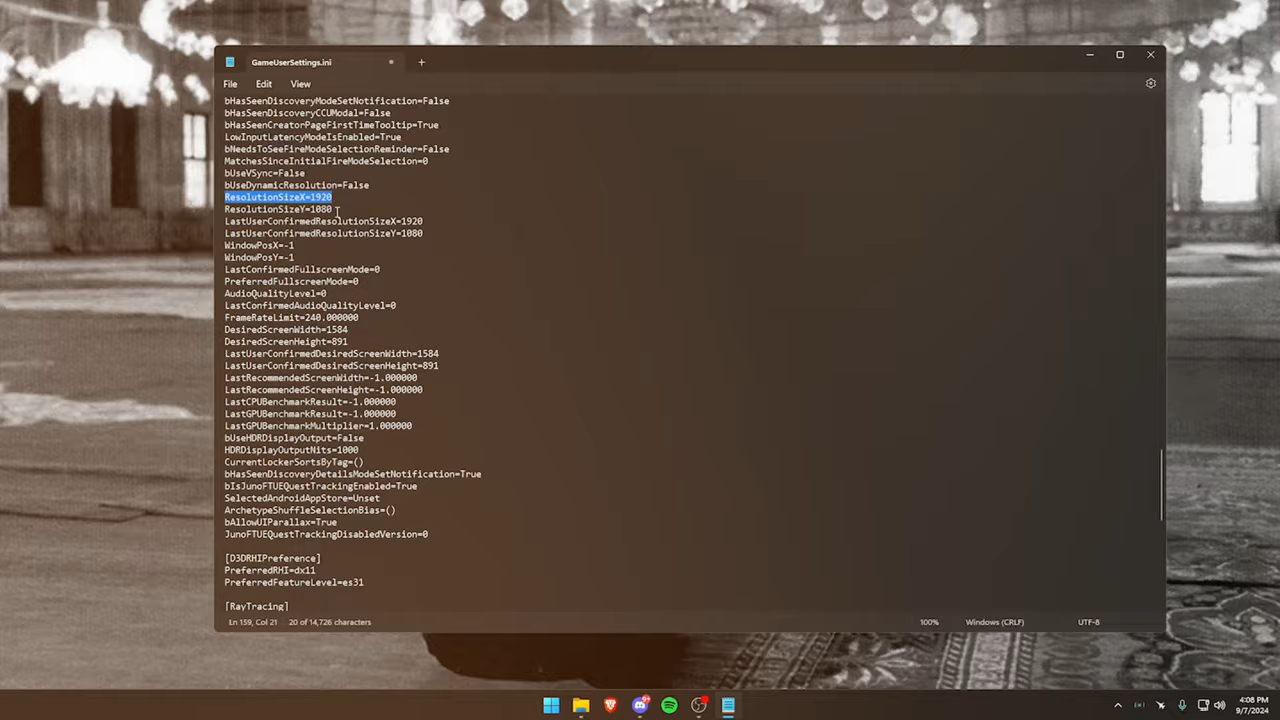 GameUserSettings.ini
File Edit View
bHasSeenDiscoveryModeSetNotification=False
bHasSeenDiscoveryCCUModal=False
bHasSeenCreatorPageFirstTimeTooltip=True
LowInputLatencyModeIsEnabled=True
bNeedsToSeeFireModeSelectionReminder=False
MatchesSinceInitialFireModeSelection=0
bUseVSync=False
bUseDynamicResolution=False
ResolutionSizeX=1920
ResolutionSizeY=1080
LastUserConfirmedResolutionSizeX=1920
LastUserConfirmedResolutionSizeY=1080
WindowPosX=-1
WindowPosY=-1
LastConfirmedFullscreenMode=0
PreferredFullscreenMode=0
AudioQualityLevel=0
LastConfirmedAudioQualityLevel=0
FrameRateLimit=240.000000
DesiredScreenWidth=1584
DesiredScreenHeight=891
LastUserConfirmedDesiredScreenWidth=1584
LastUserConfirmedDesiredScreenHeight=891
LastRecommendedScreenWidth=-1.000000
LastRecommendedScreenHeight=-1.000000
LastCPUBenchmarkResult=-1.000000
LastGPUBenchmarkResult=-1.000000
LastGPUBenchmarkMultiplier=1.000000
bUseHDRDisplayOutput=False
HDRDisplayOutputNits=1000
CurrentLockerSortsByTag=()
bHasSeenDiscoveryDetailsModeSetNotification=True
bIsJunoFTUEQuestTrackingEnabled=True
SelectedAndroidAppStore=Unset
ArchetypeShuffleSelectionBias=()
bAllowUIParallax=True
JunoFTUEQuestTrackingDisabledVersion=0
[D3DRHIPreference]
PreferredRHI=dx11
PreferredFeatureLevel=es31
[RayTracing]
Ln 159, Col 21 20 of 14,726 characters 100% Windows (CRLF) UTF-8
4:08 PM
9/7/2024